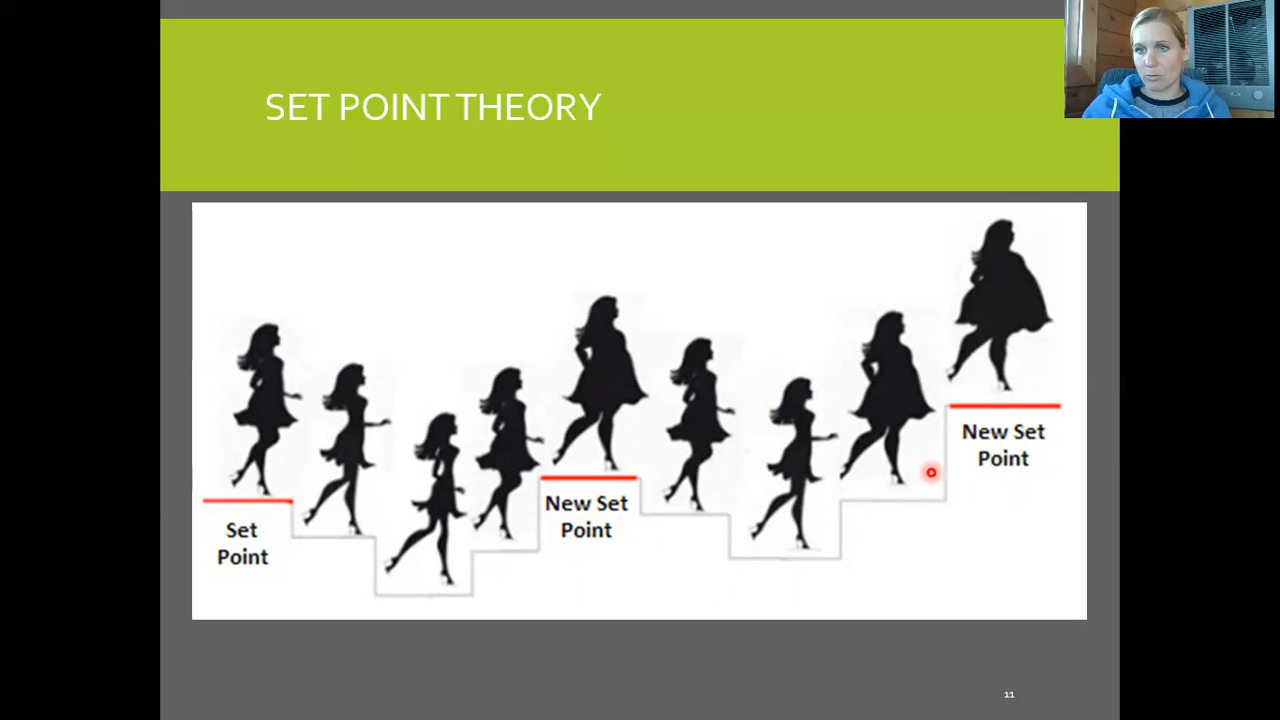 SET POINT THEORY
Set
Point
New Set
Point
New Set
Point
11